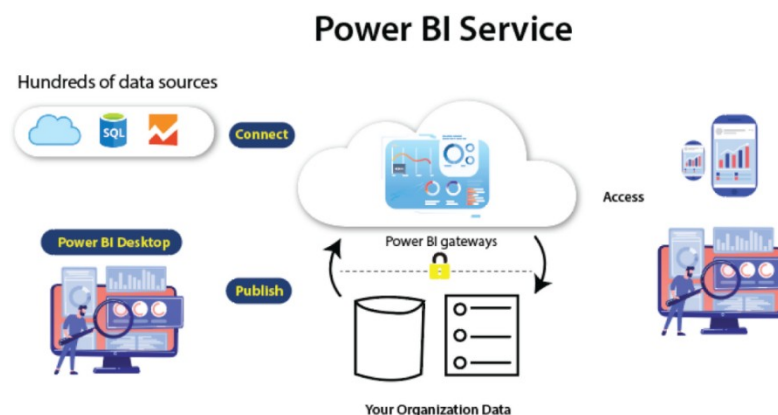 Power BI Service
Hundreds of data sources
SQL
Connect
Access
Power BI Desktop
Power BI gateways
Publish
Your Organization Data